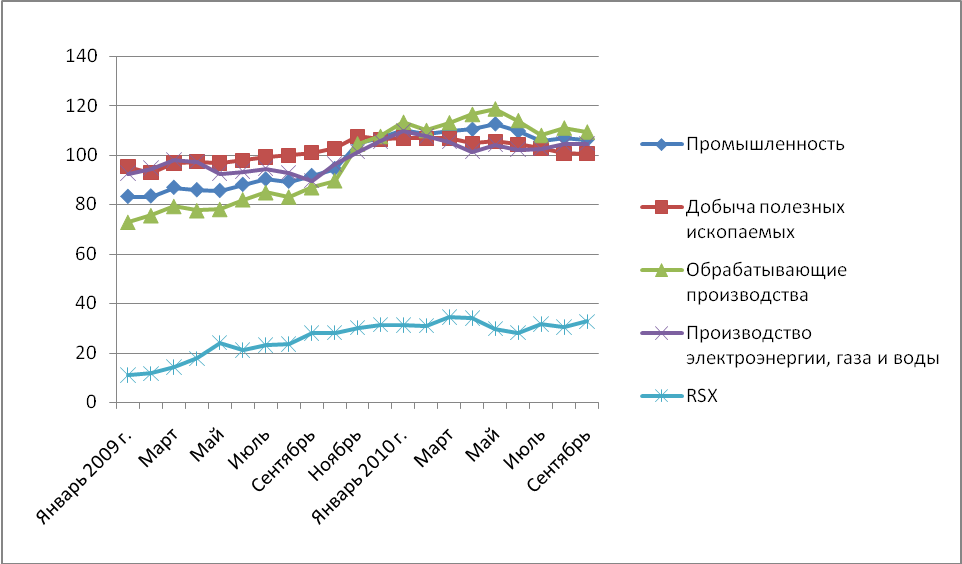 140
120
100
80
60
40
20
0
Январь 2009 г.
Март
Май
Июль
Сентябрь
Ноябрь
Январь 2010 г.
Март
Май
Июль
Сентябрь
Промышленность
Добыча полезных
ископаемых
Обрабатывающие
производства
Производство
электроэнергии, газа и воды
RSX